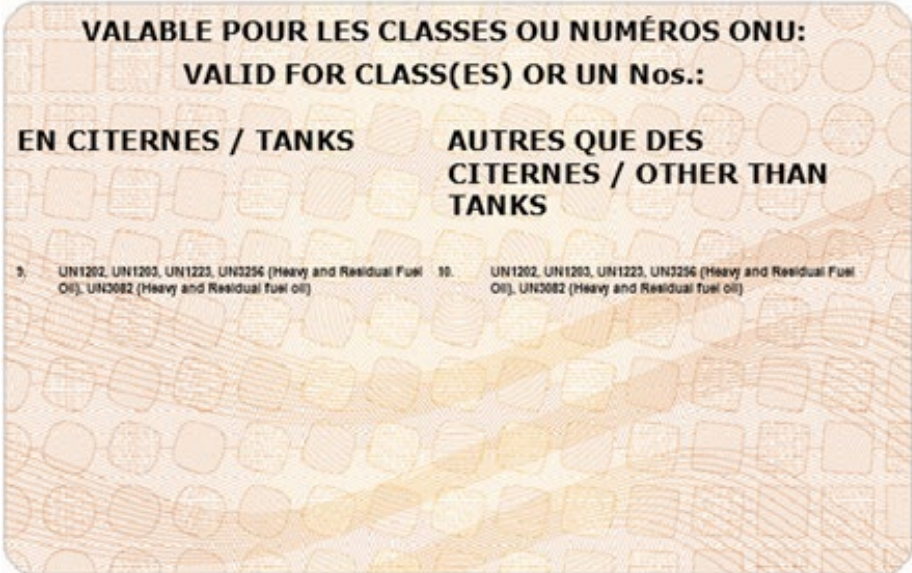 VALABLE POUR LES CLASSES OU NUMÉROS ONU:
VALID FOR CLASS(ES) OR UN Nos.:
EN CITERNES / TANKS
AUTRES QUE DES
CITERNES / OTHER THAN
TANKS
9. UN1202, UN1203, UN1223, UN3256 (Heavy and Residual Fuel
Oil), UN3082 (Heavy and Residual fuel oil)
10. UN1202, UN1203, UN1223, UN3256 (Heavy and Residual Fuel
Oil), UN3082 (Heavy and Residual fuel oil)